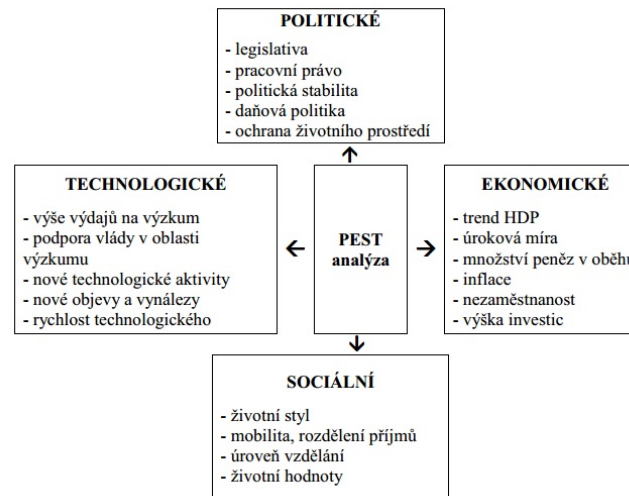 POLITICKÉ
- legislativa
- pracovní právo
- politická stabilita
- daňová politika
- ochrana životního prostředí
TECHNOLOGICKÉ
- výše výdajů na výzkum
- podpora vlády v oblasti
výzkumu
- nové technologické aktivity
- nové objevy a vynálezy
- rychlost technologického
PEST
analýza
EKONOMICKÉ
- trend HDP
- úroková míra
- množství peněz v oběhu
- inflace
- nezaměstnanost
- výška investic
SOCIÁLNÍ
- životní styl
- mobilita, rozdělení příjmů
- úroveň vzdělání
- životní hodnoty